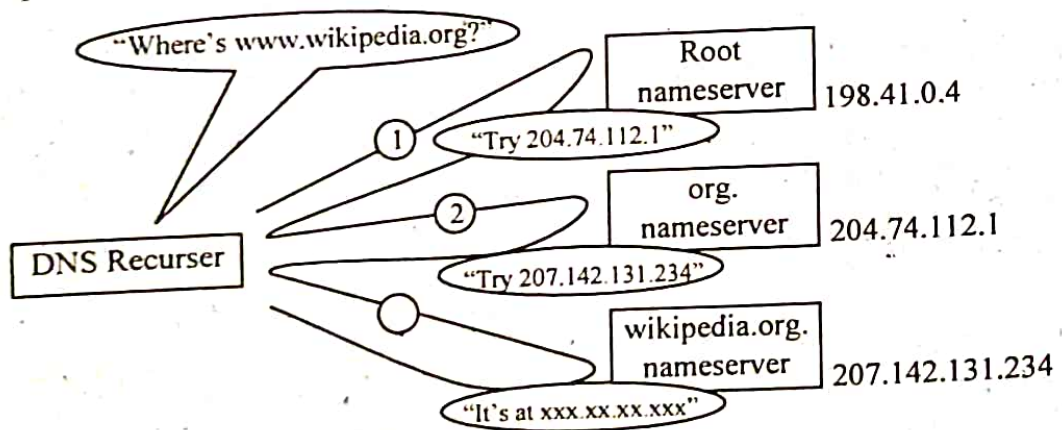 “Where's www.wikipedia.org?”
Root
nameserver
198.41.0.4
1
“Try 204.74.112.1”
org.
nameserver
204.74.112.1
2
“Try 207.142.131.234”
DNS Recurser
wikipedia.org.
nameserver
207.142.131.234
“It's at xxx.xx.xx.xxx”